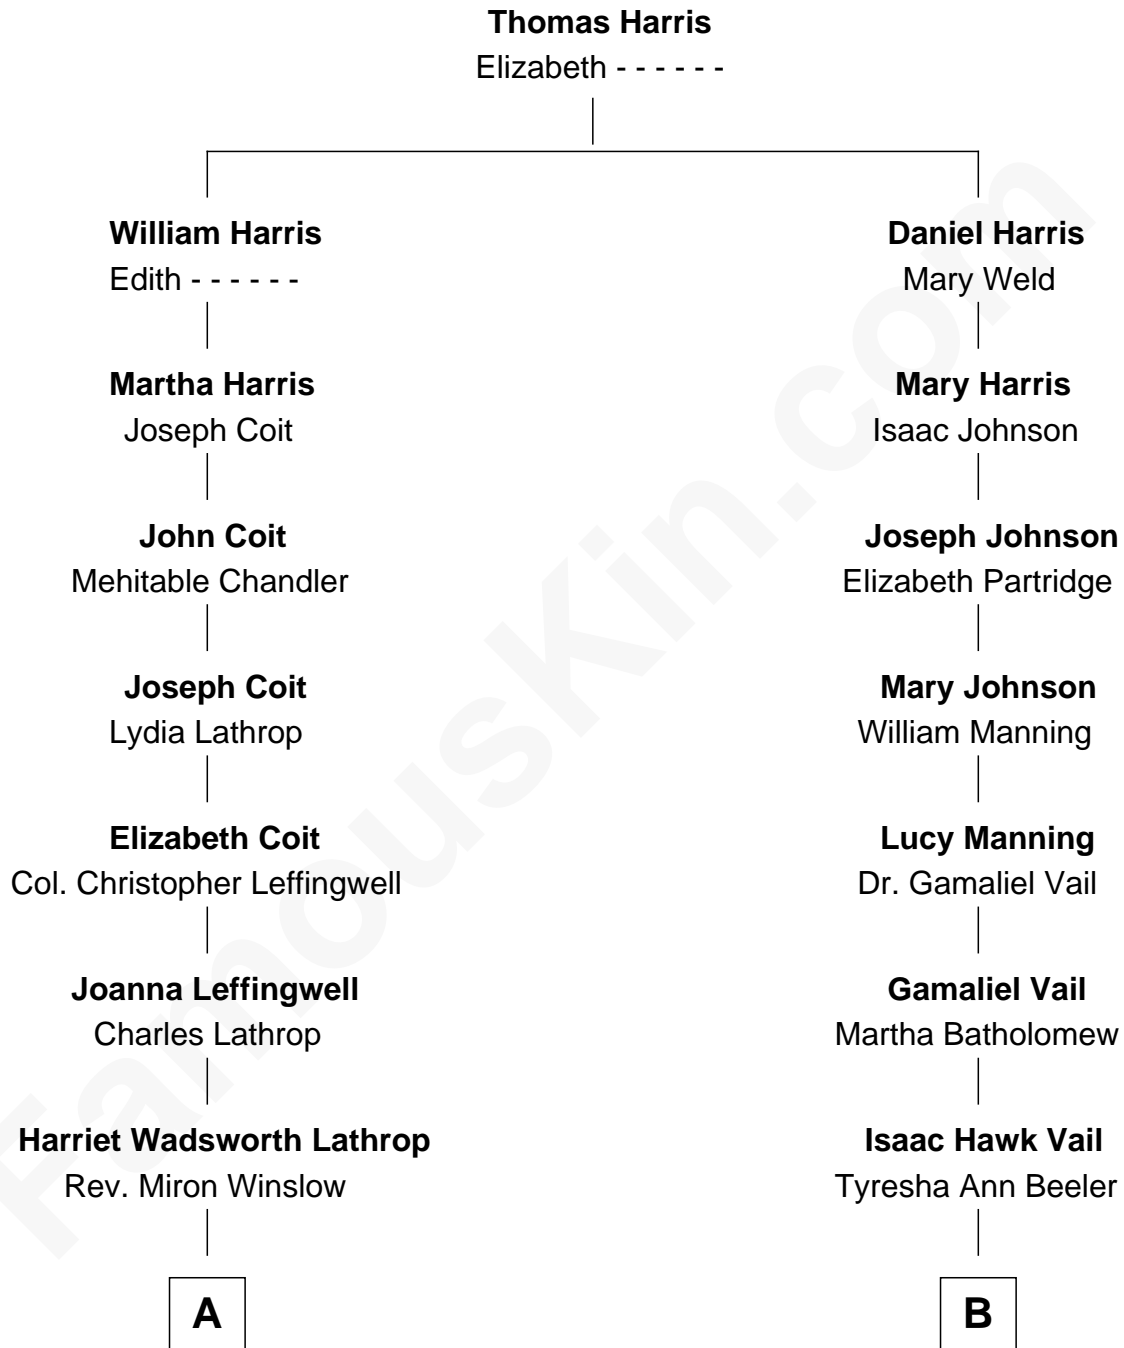 Thomas Harris
Elizabeth - - - - - -
William Harris
Edith - - - - - -
Martha Harris
Joseph Coit
John Coit
Mehitable Chandler
Joseph Coit
Lydia Lathrop
Elizabeth Coit
Col. Christopher Leffingwell
Joanna Leffingwell
Charles Lathrop
Harriet Wadsworth Lathrop
Rev. Miron Winslow
A
Daniel Harris
Mary Weld
Mary Harris
Isaac Johnson
Joseph Johnson
Elizabeth Partridge
Mary Johnson
William Manning
Lucy Manning
Dr. Gamaliel Vail
Gamaliel Vail
Martha Batholomew
Isaac Hawk Vail
Tyresha Ann Beeler
B
FamousKin.com